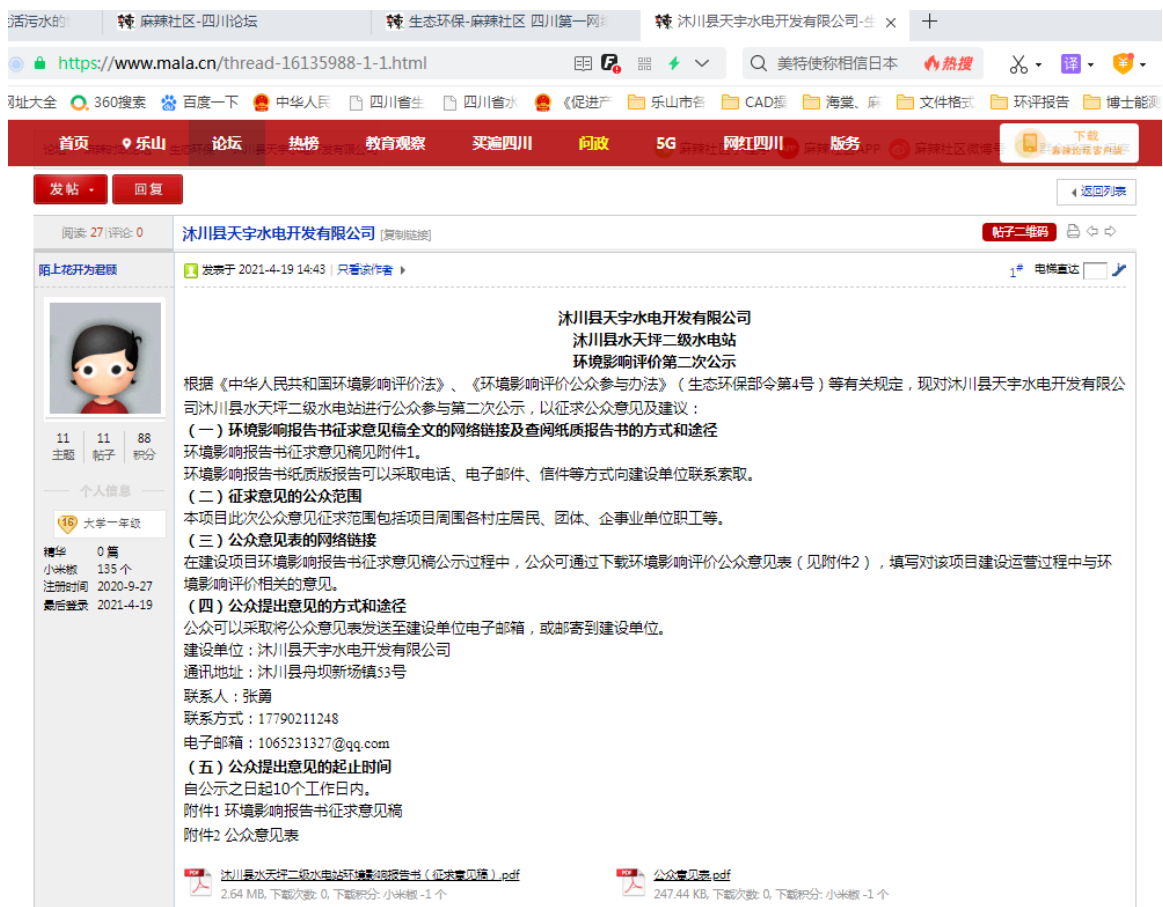 活污水的
麻辣社区-四川论坛
生态环保-麻辣社区 四川第一网
沐川县天宇水电开发有限公司-生
https://www.mala.cn/thread-16135988-1-1.html
美特使称相信日本
热搜
译
网址大全 360搜索 百度一下 中华人民 四川省生 四川省水 《促进产 乐山市各 CAD操 海棠、麻 文件格式 环评报告 博士能测
首页 乐山 论坛 热榜 教育观察 买遍四川 问政 5G 网红四川 版务
下载
麻辣社区客户端
发帖 回复
返回列表
阅读: 27 | 评论: 0
沐川县天宇水电开发有限公司 [复制链接]
帖子二维码
陌上花开为君顾
发表于 2021-4-19 14:43 | 只看该作者
1# 电梯直达
11 11 88
主题 帖子 积分
个人信息
16 大学一年级
精华 0 篇
小米椒 135 个
注册时间 2020-9-27
最后登录 2021-4-19
沐川县天宇水电开发有限公司
沐川县水天坪二级水电站
环境影响评价第二次公示
根据《中华人民共和国环境影响评价法》、《环境影响评价公众参与办法》（生态环保部令第4号）等有关规定，现对沐川县天宇水电开发有限公
司沐川县水天坪二级水电站进行公众参与第二次公示，以征求公众意见及建议：
（一）环境影响报告书征求意见稿全文的网络链接及查阅纸质报告书的方式和途径
环境影响报告书征求意见稿见附件1。
环境影响报告书纸质版报告可以采取电话、电子邮件、信件等方式向建设单位联系索取。
（二）征求意见的公众范围
本项目此次公众意见征求范围包括项目周围各村庄居民、团体、企事业单位职工等。
（三）公众意见表的网络链接
在建设项目环境影响报告书征求意见稿公示过程中，公众可通过下载环境影响评价公众意见表（见附件2），填写对该项目建设运营过程中与环
境影响评价相关的意见。
（四）公众提出意见的方式和途径
公众可以采取将公众意见表发送至建设单位电子邮箱，或邮寄到建设单位。
建设单位：沐川县天宇水电开发有限公司
通讯地址：沐川县舟坝新场镇53号
联系人：张勇
联系方式：17790211248
电子邮箱：1065231327@qq.com
（五）公众提出意见的起止时间
自公示之日起10个工作日内。
附件1 环境影响报告书征求意见稿
附件2 公众意见表
沐川县水天坪二级水电站环境影响报告书（征求意见稿）.pdf
2.64 MB, 下载次数: 0, 下载积分: 小米椒 -1 个
公众意见表.pdf
247.44 KB, 下载次数: 0, 下载积分: 小米椒 -1 个